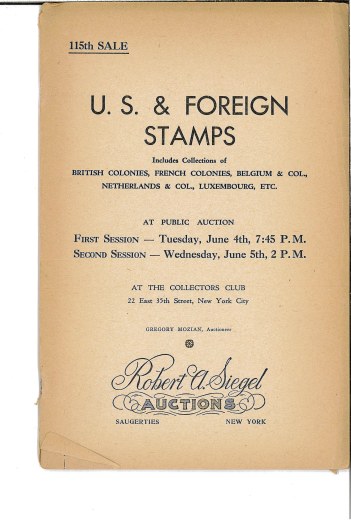 115th SALE
U. S. & FOREIGN
STAMPS
Includes Collections of
BRITISH COLONIES, FRENCH COLONIES, BELGIUM & COL.,
NETHERLANDS & COL., LUXEMBOURG, ETC.
AT PUBLIC AUCTION
FIRST SESSION — Tuesday, June 4th, 7:45 P.M.
SECOND SESSION — Wednesday, June 5th, 2 P.M.
AT THE COLLECTORS CLUB
22 East 35th Street, New York City
GREGORY MOZIAN, Auctioneer
Robert A. Siegel
AUCTIONS
SAUGERTIES NEW YORK